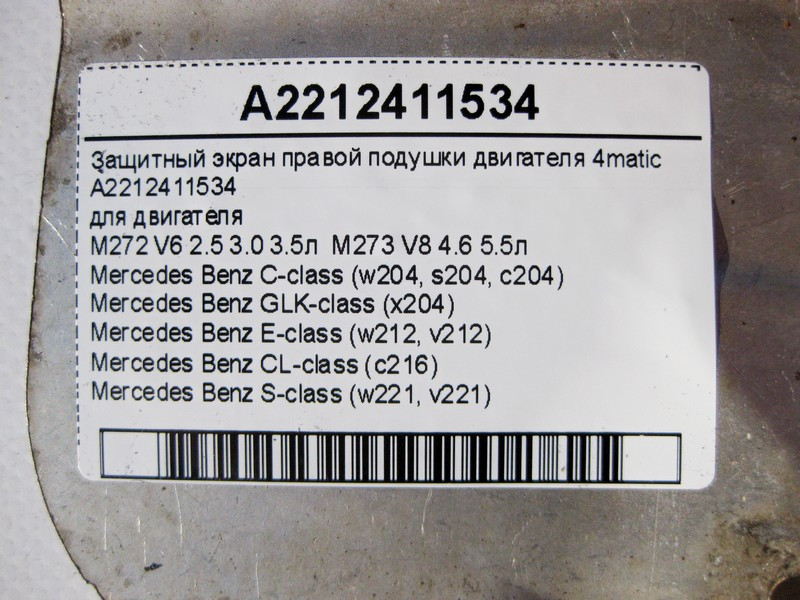 A2212411534
Защитный экран правой подушки двигателя 4matic
A2212411534
для двигателя
M272 V6 2.5 3.0 3.5л M273 V8 4.6 5.5л
Mercedes Benz C-class (w204, s204, c204)
Mercedes Benz GLK-class (x204)
Mercedes Benz E-class (w212, v212)
Mercedes Benz CL-class (c216)
Mercedes Benz S-class (w221, v221)